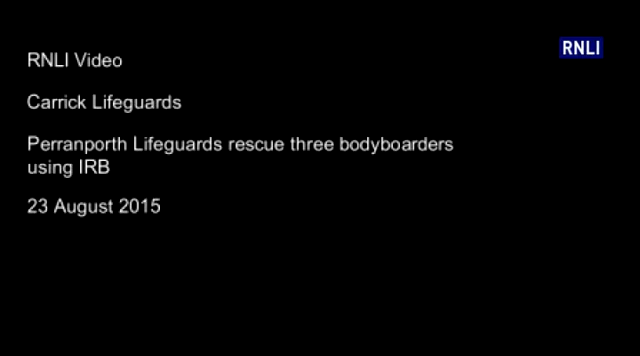 RNLI
RNLI Video
Carrick Lifeguards
Perranporth Lifeguards rescue three bodyboarders
using IRB
23 August 2015